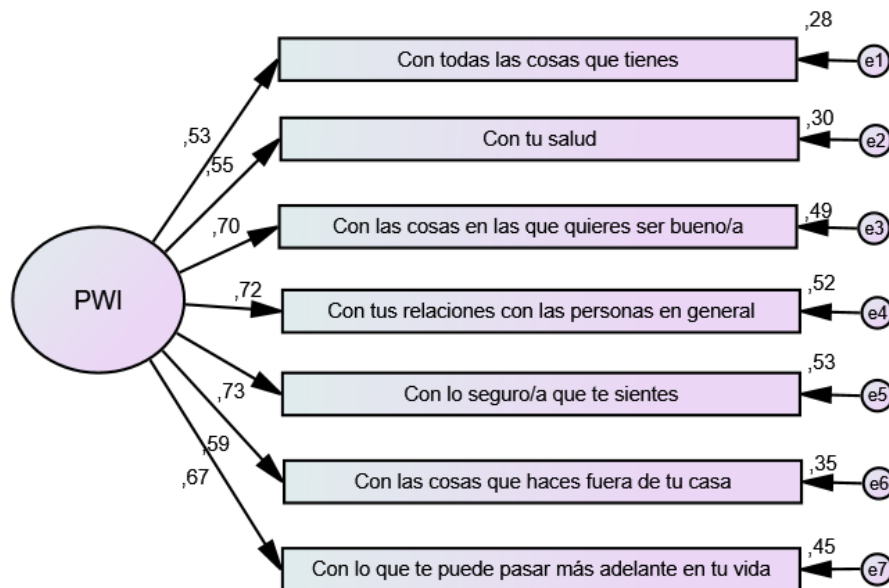 ,28
Con todas las cosas que tienes
e1
,53
,30
Con tu salud
e2
,55
,49
Con las cosas en las que quieres ser bueno/a
e3
,70
PWI
,72
,52
Con tus relaciones con las personas en general
e4
,53
Con lo seguro/a que te sientes
e5
,73
,59
,35
Con las cosas que haces fuera de tu casa
e6
,67
,45
Con lo que te puede pasar más adelante en tu vida
e7